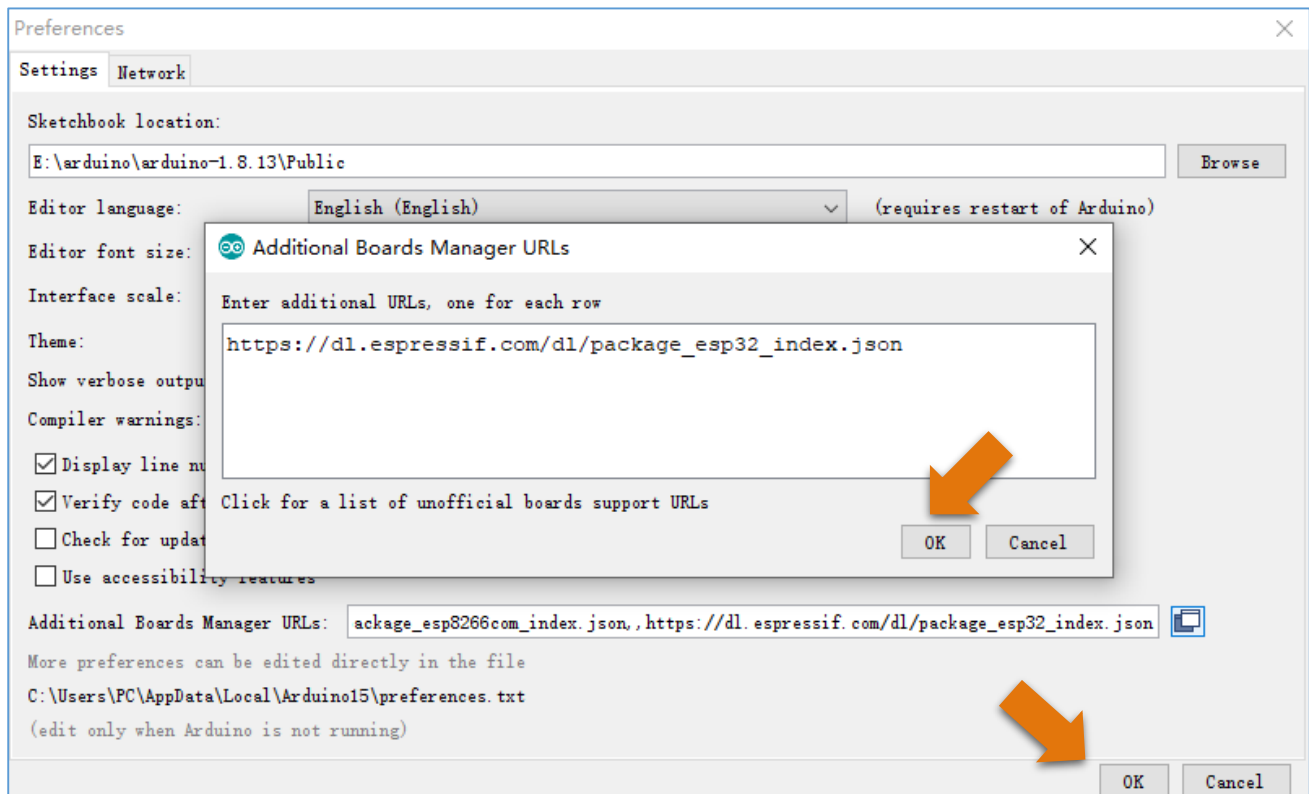 Preferences
Settings Network
Sketchbook location:
E:\arduino\arduino-1.8.13\Public Browse
Editor language: English (English) (requires restart of Arduino)
Editor font size:
Interface scale:
Theme:
Show verbose outpu
Compiler warnings:
Display line nu
Verify code aft
Check for updat
Use accessibility features
Additional Boards Manager URLs
Enter additional URLs, one for each row
https://dl.espressif.com/dl/package_esp32_index.json
Click for a list of unofficial boards support URLs
OK Cancel
Additional Boards Manager URLs: ackage_esp8266com_index.json,,https://dl.espressif.com/dl/package_esp32_index.json
More preferences can be edited directly in the file
C:\Users\PC\AppData\Local\Arduino15\preferences.txt
(edit only when Arduino is not running)
OK Cancel